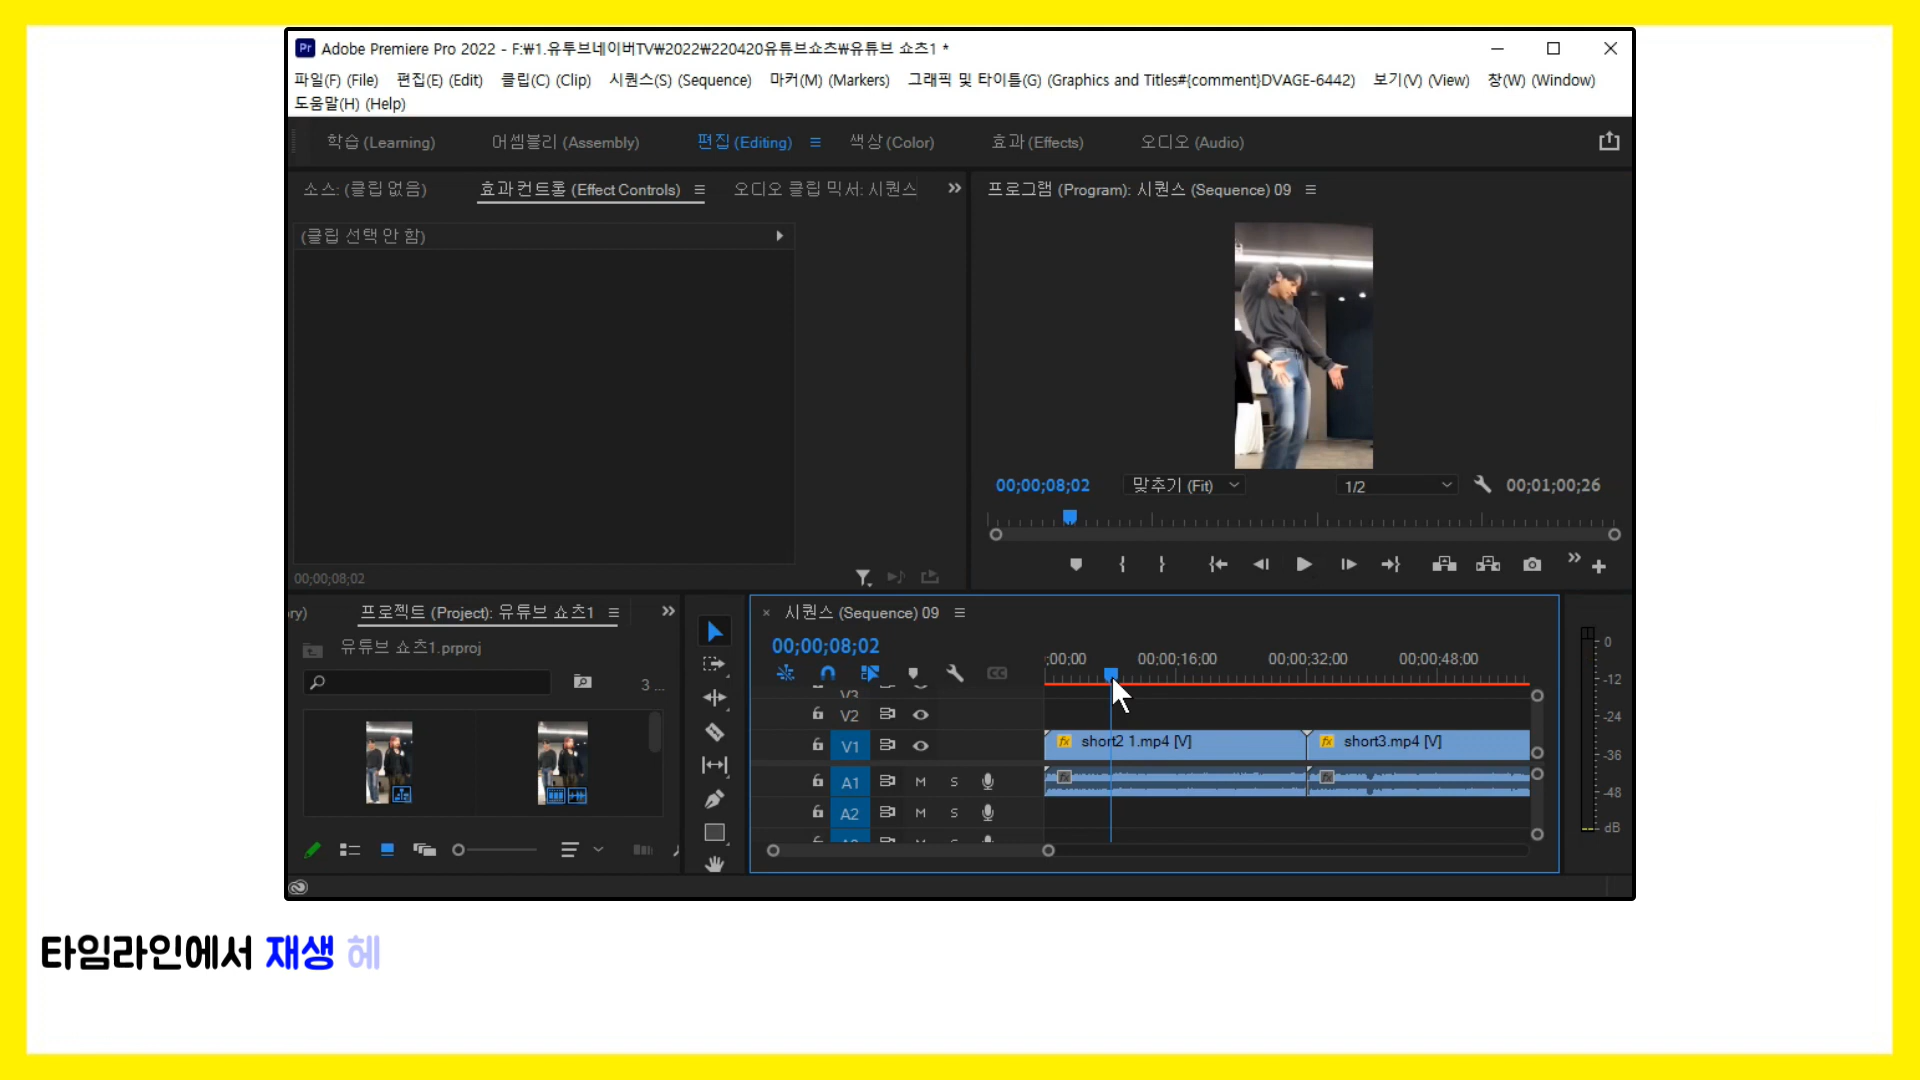 Adobe Premiere Pro 2022 - F:₩1.유투브네이버TV₩2022₩220420유튜브쇼츠₩유튜브 쇼츠1 *
파일(F) (File) 편집(E) (Edit) 클립(C) (Clip) 시퀀스(S) (Sequence) 마커(M) (Markers) 그래픽 및 타이틀(G) (Graphics and Titles#{comment}DVAGE-6442) 보기(V) (View) 창(W) (Window)
도움말(H) (Help)
학습 (Learning) 어셈블리 (Assembly) 편집 (Editing) 색상 (Color) 효과 (Effects) 오디오 (Audio)
소스: (클립 없음) 효과 컨트롤 (Effect Controls) 오디오 클립 믹서: 시퀀스
프로그램 (Program): 시퀀스 (Sequence) 09
(클립 선택 안 함)
00;00;08;02 맞추기 (Fit) 1/2 00;01;00;26
00;00;08;02
ry) 프로젝트 (Project): 유튜브 쇼츠1
유튜브 쇼츠1.prproj
3 ...
시퀀스 (Sequence) 09
00;00;08;02
;00;00 00;00;16;00 00;00;32;00 00;00;48;00
V3
V2
V1 fx short2 1.mp4 [V] fx short3.mp4 [V]
A1 M S fx fx
A2 M S
0
-12
-24
-36
-48
dB
타임라인에서 재생 헤